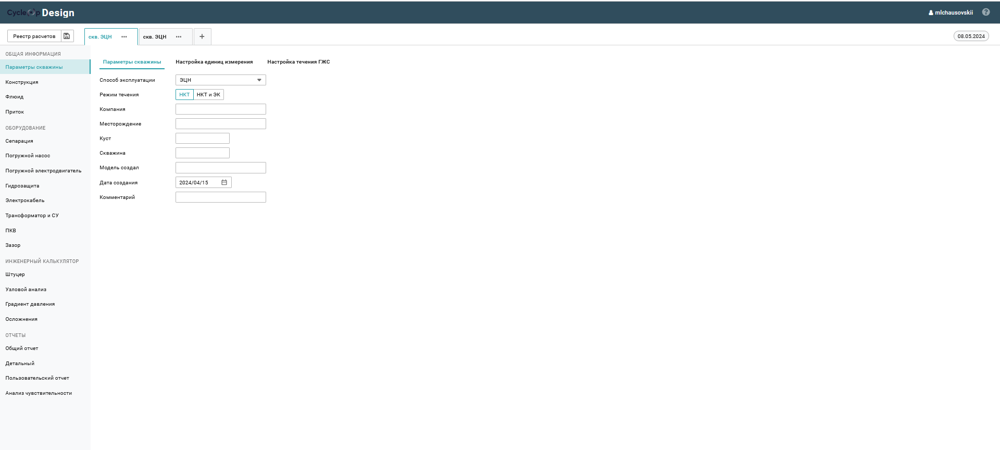 CycleOp Design
mlchausovskii ?
Реестр расчетов
скв. ЭЦН ...
скв. ЭЦН ...
+
08.05.2024
ОБЩАЯ ИНФОРМАЦИЯ
Параметры скважины
Конструкция
Флюид
Приток
ОБОРУДОВАНИЕ
Сепарация
Погружной насос
Погружной электродвигатель
Гидрозащита
Электрокабель
Трансформатор и СУ
ПКВ
Зазор
ИНЖЕНЕРНЫЙ КАЛЬКУЛЯТОР
Штуцер
Узловой анализ
Градиент давления
Осложнения
ОТЧЕТЫ
Общий отчет
Детальный
Пользовательский отчет
Анализ чувствительности
Параметры скважины Настройка единиц измерения Настройка течения ГЖС
Способ эксплуатации ЭЦН
Режим течения НКТ НКТ и ЭК
Компания
Месторождение
Куст
Скважина
Модель создал
Дата создания 2024/04/15
Комментарий